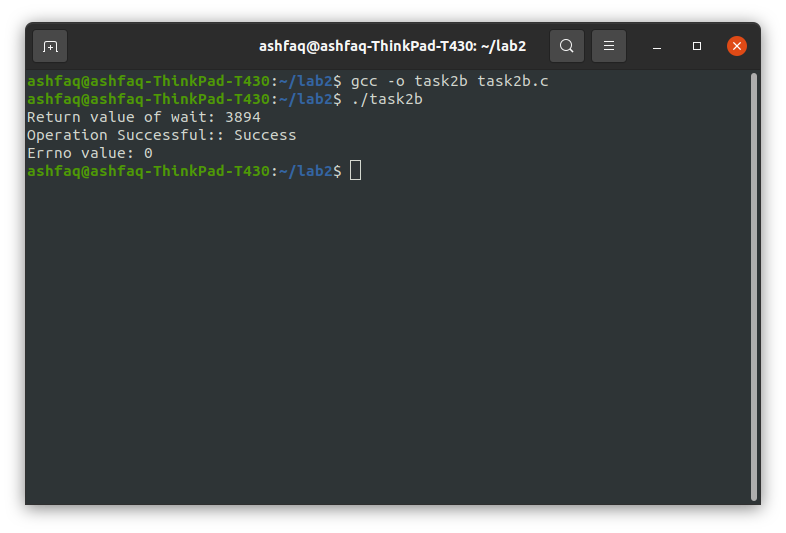 ashfaq@ashfaq-ThinkPad-T430: ~/lab2
ashfaq@ashfaq-ThinkPad-T430:~/lab2$ gcc -o task2b task2b.c
ashfaq@ashfaq-ThinkPad-T430:~/lab2$ ./task2b
Return value of wait: 3894
Operation Successful:: Success
Errno value: 0
ashfaq@ashfaq-ThinkPad-T430:~/lab2$